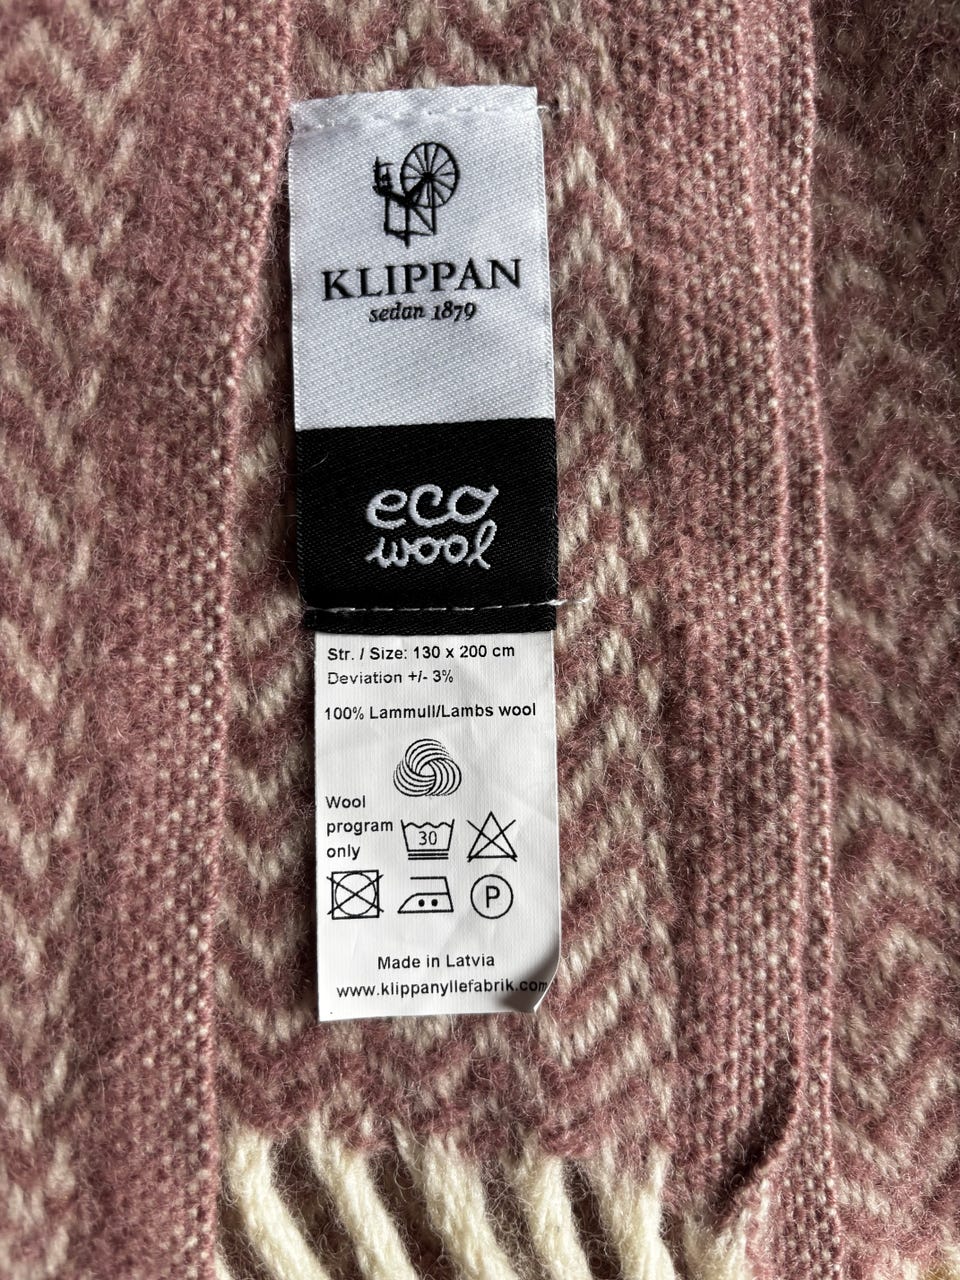 KLIPPAN
sedan 1879
eco
wool
Str. / Size: 130 x 200 cm
Deviation +/- 3%
100% Lammull/Lambs wool
Wool
program
only
30
P
Made in Latvia
www.klippanyllefabrik.com